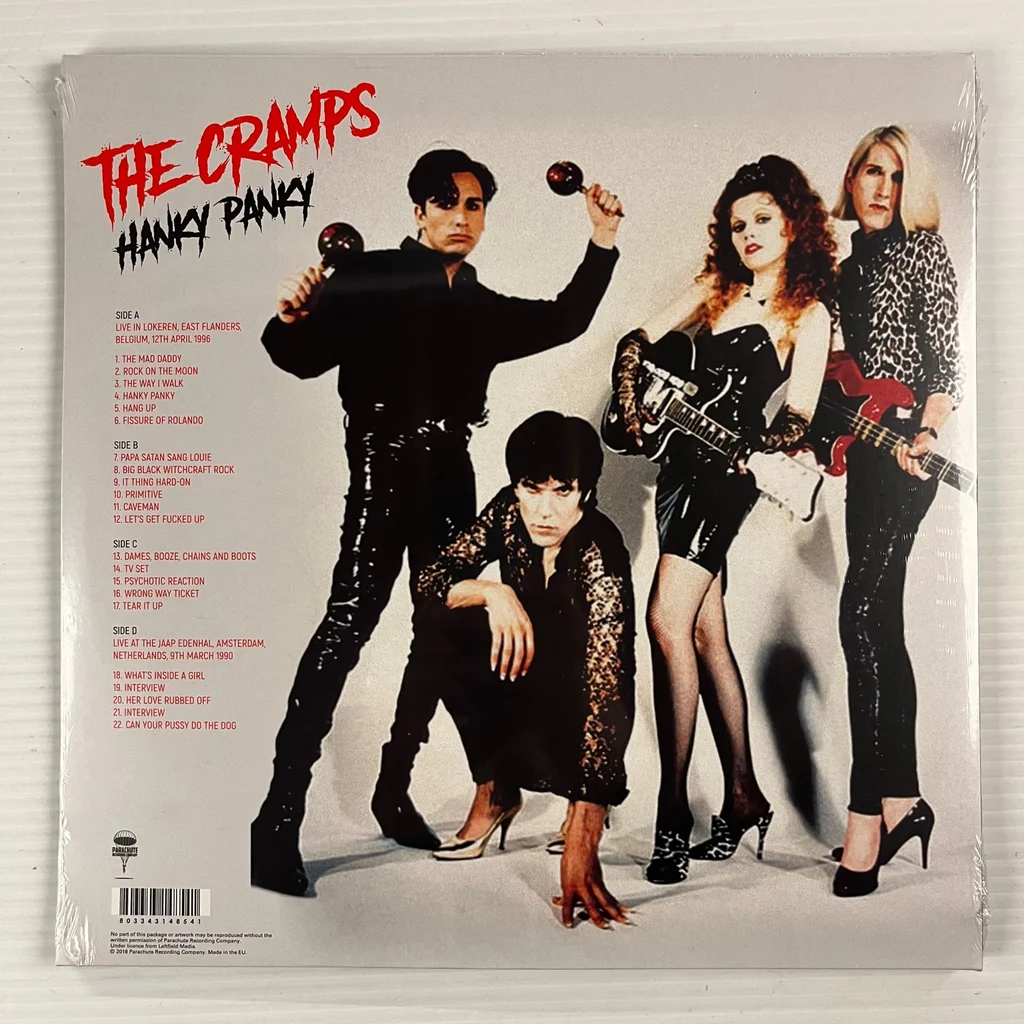 THE CRAMPS
HANKY PANKY
SIDE A
LIVE IN LOKEREN, EAST FLANDERS,
BELGIUM, 12TH APRIL 1996
1. THE MAD DADDY
2. ROCK ON THE MOON
3. THE WAY I WALK
4. HANKY PANKY
5. HANG UP
6. FISSURE OF ROLANDO
SIDE B
7. PAPA SATAN SANG LOUIE
8. BIG BLACK WITCHCRAFT ROCK
9. IT THING HARD-ON
10. PRIMITIVE
11. CAVEMAN
12. LET'S GET FUCKED UP
SIDE C
13. DAMES, BOOZE, CHAINS AND BOOTS
14. TV SET
15. PSYCHOTIC REACTION
16. WRONG WAY TICKET
17. TEAR IT UP
SIDE D
LIVE AT THE JAAP EDENHAL, AMSTERDAM,
NETHERLANDS, 9TH MARCH 1990
18. WHAT'S INSIDE A GIRL
19. INTERVIEW
20. HER LOVE RUBBED OFF
21. INTERVIEW
22. CAN YOUR PUSSY DO THE DOG
PARACHUTE
RECORDING COMPANY
803343148541
No part of this package or artwork may be reproduced without the
written permission of Parachute Recording Company.
Under licence from Leftfield Media.
© 2018 Parachute Recording Company. Made in the EU.